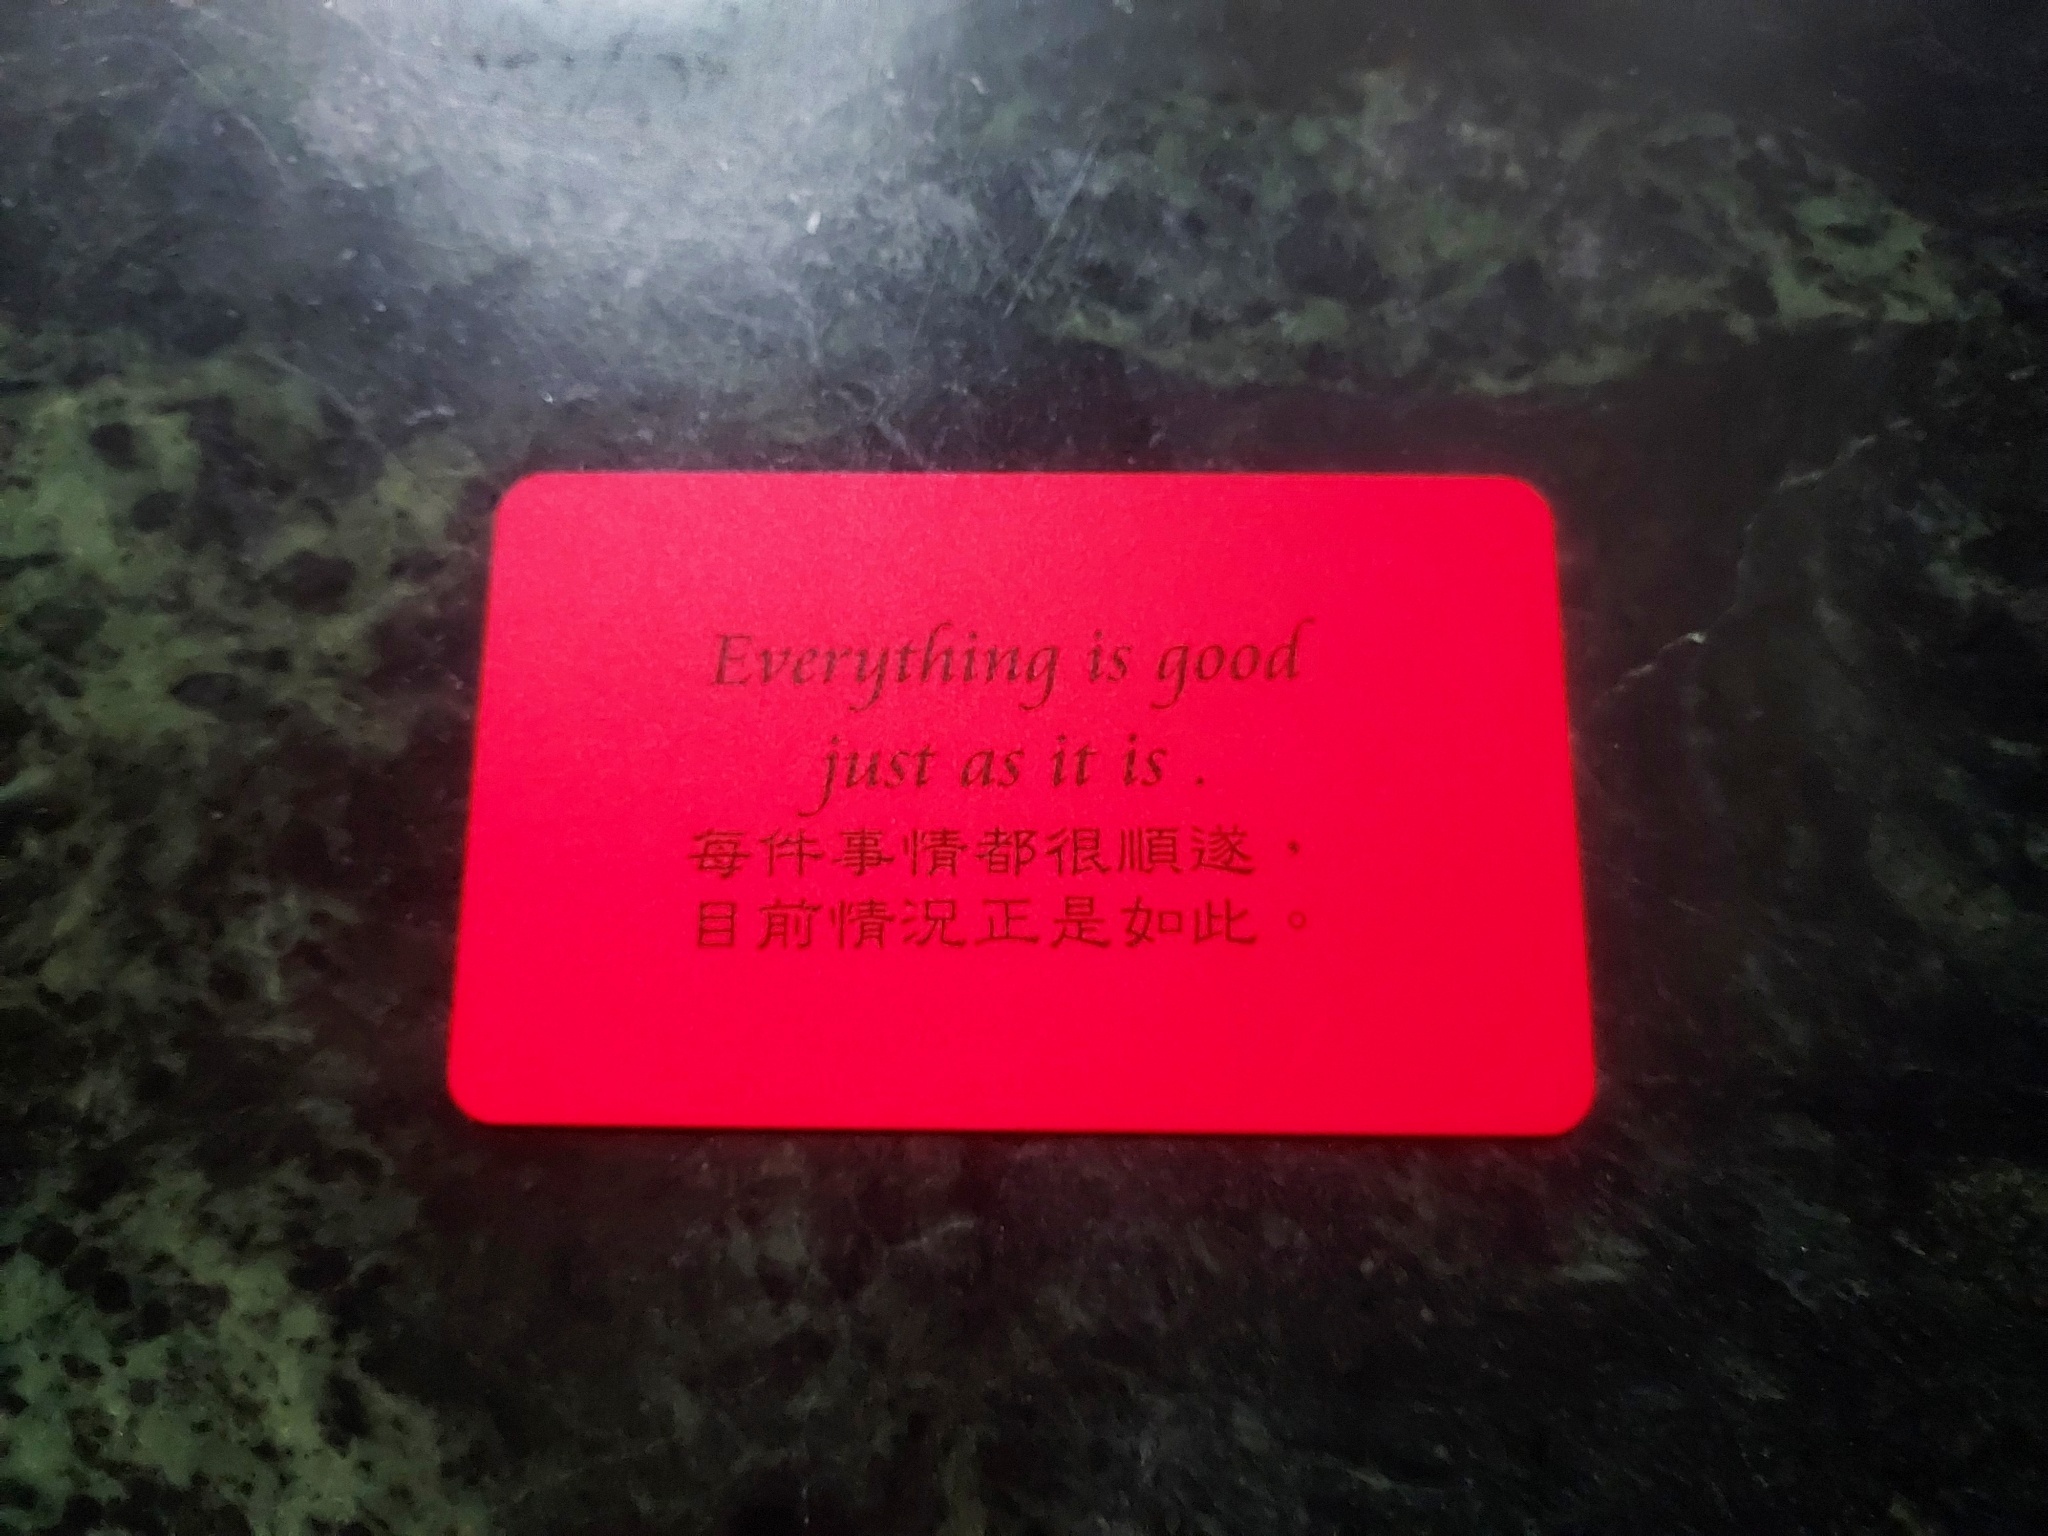 Everything is good
just as it is .
每件事情都很順遂，
目前情況正是如此。